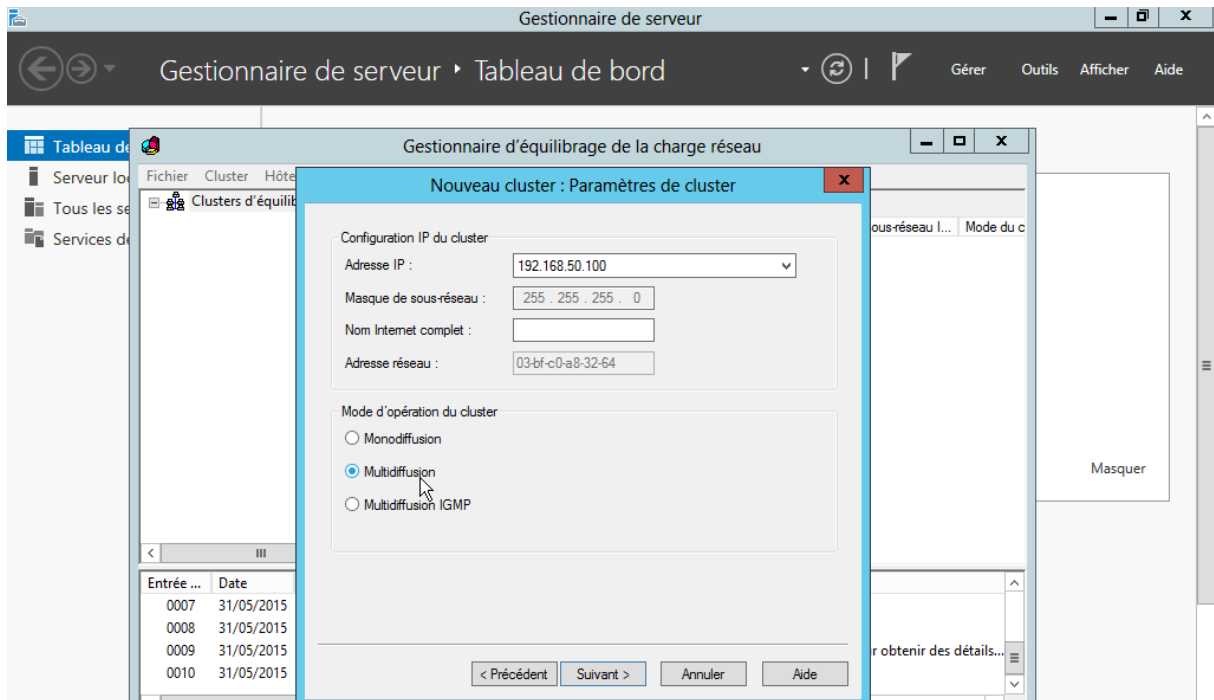 Gestionnaire de serveur
Gestionnaire de serveur • Tableau de bord
Gérer Outils Afficher Aide
Tableau de
Serveur lo
Tous les se
Services de
Gestionnaire d'équilibrage de la charge réseau
Fichier Cluster Hôte
Clusters d'équilib
ous-réseau I... Mode du c
Nouveau cluster : Paramètres de cluster
Configuration IP du cluster
Adresse IP : 192.168.50.100
Masque de sous-réseau : 255 . 255 . 255 . 0
Nom Internet complet :
Adresse réseau : 03-bf-c0-a8-32-64
Mode d'opération du cluster
Monodiffusion
Multidiffusion
Multidiffusion IGMP
Masquer
Entrée ... Date
0007 31/05/2015
0008 31/05/2015
0009 31/05/2015 r obtenir des détails...
0010 31/05/2015
< Précédent Suivant > Annuler Aide